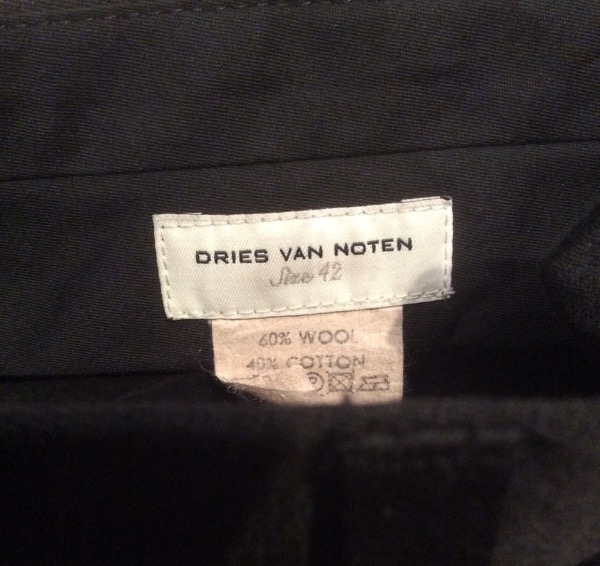 DRIES VAN NOTEN
Size 42
60% WOOL
40% COTTON